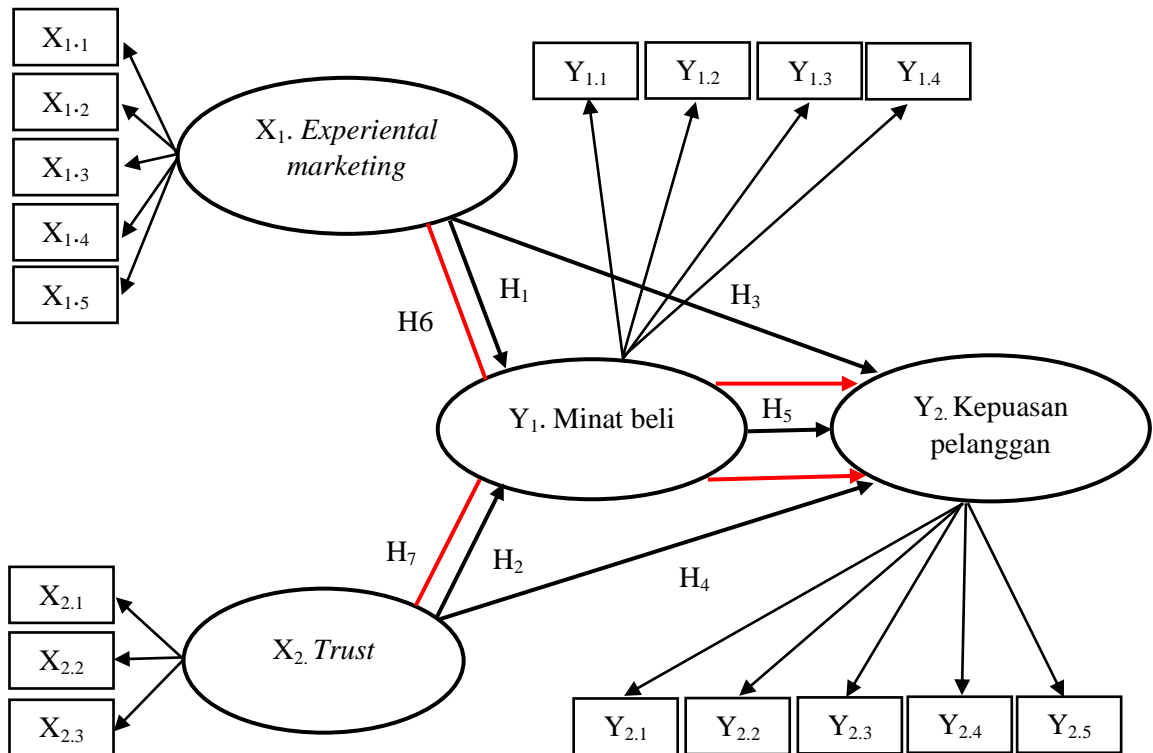 X₁.₁
X₁.₂
X₁.₃
X₁.₄
X₁.₅
X₁. Experiental
marketing
Y₁.₁
Y₁.₂
Y₁.₃
Y₁.₄
H₁
H₃
H6
Y₁. Minat beli
H₅
Y₂. Kepuasan
pelanggan
H₇
H₂
H₄
X₂.₁
X₂.₂
X₂.₃
X₂. Trust
Y₂.₁
Y₂.₂
Y₂.₃
Y₂.₄
Y₂.₅